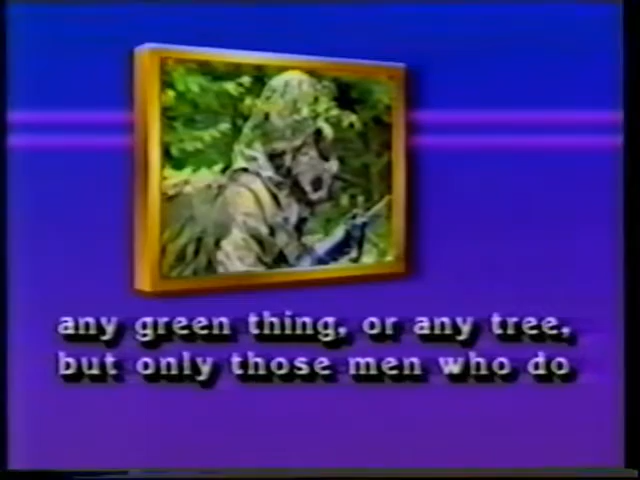 any green thing, or any tree,
but only those men who do